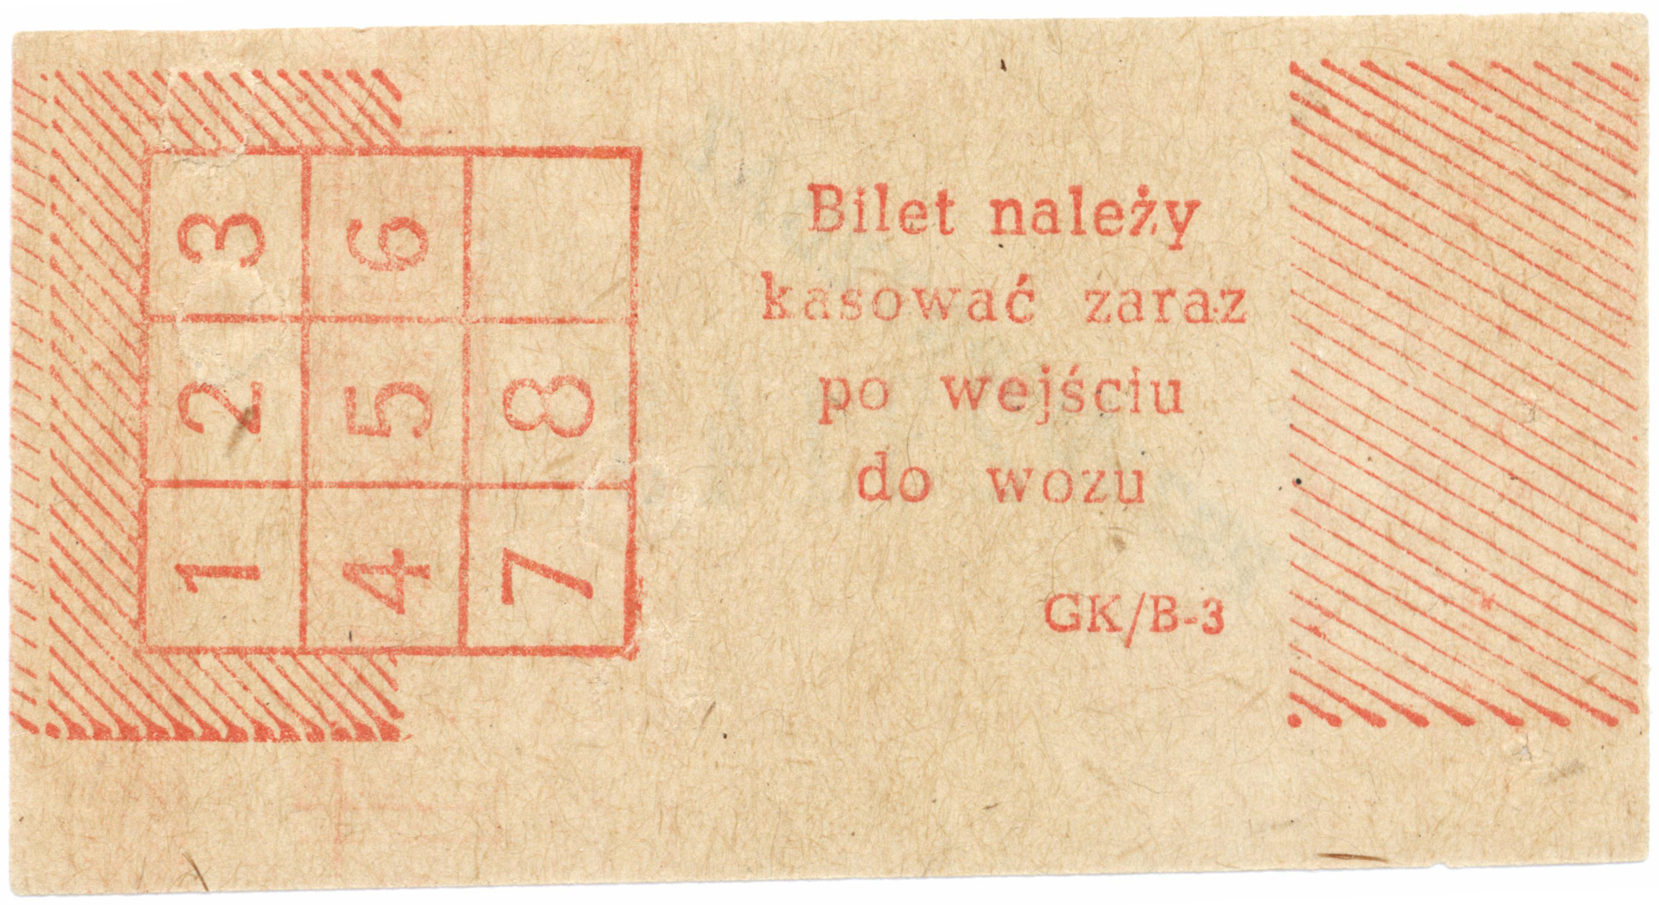 3 6
2 5 8
1 4 7
Bilet należy
kasować zaraz
po wejściu
do wozu
GK/B-3